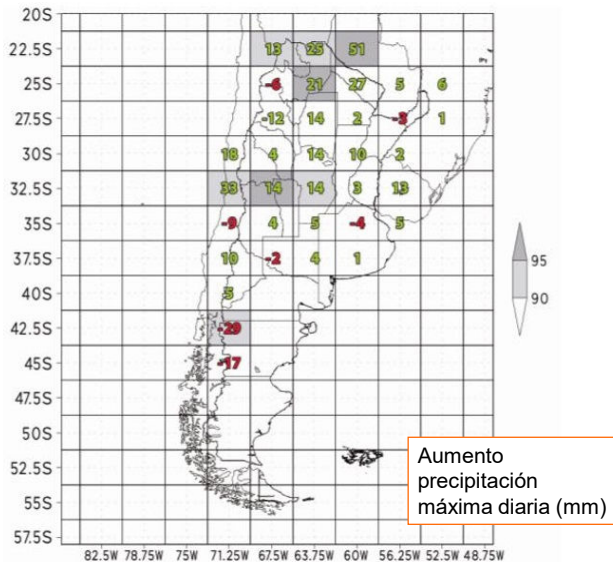 20S
22.5S 13 25 51
25S -6 21 27 5 6
27.5S -12 14 2 -3 1
30S 18 4 14 10 2
32.5S 33 14 14 3 13
35S -9 4 5 -4 5
37.5S 10 -2 4 1
40S 5
42.5S -29
45S -17
47.5S
50S
52.5S
55S
57.5S
82.5W 78.75W 75W 71.25W 67.5W 63.75W 60W 56.25W 52.5W 48.75W
95
90
Aumento
precipitación
máxima diaria (mm)